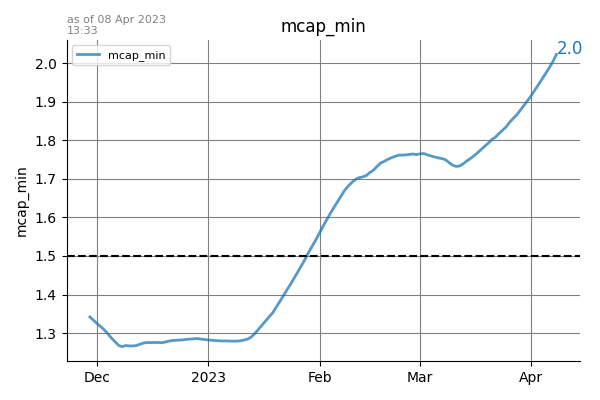 as of 08 Apr 2023
13:33
mcap_min
mcap_min
2.0
mcap_min
2.0
1.9
1.8
1.7
1.6
1.5
1.4
1.3
Dec
2023
Feb
Mar
Apr